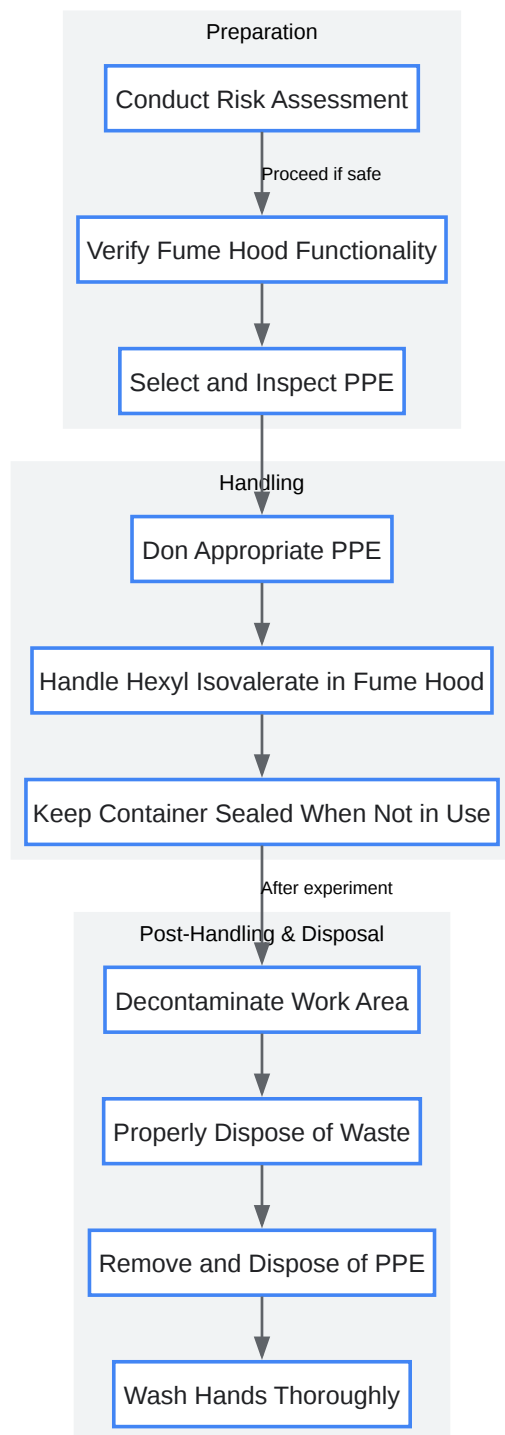 Preparation
Conduct Risk Assessment
Proceed if safe
Verify Fume Hood Functionality
Select and Inspect PPE
Handling
Don Appropriate PPE
Handle Hexyl Isovalerate in Fume Hood
Keep Container Sealed When Not in Use
After experiment
Post-Handling & Disposal
Decontaminate Work Area
Properly Dispose of Waste
Remove and Dispose of PPE
Wash Hands Thoroughly